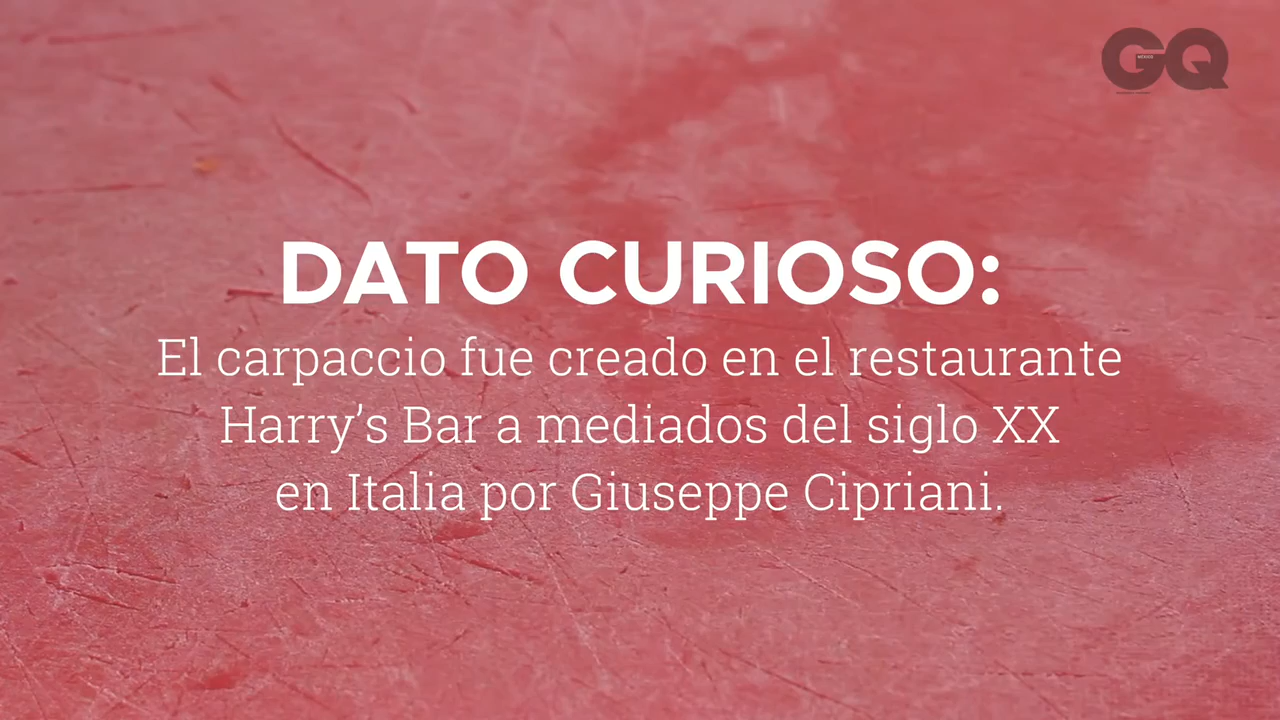 GQ
MÉXICO
DATO CURIOSO:
El carpaccio fue creado en el restaurante
Harry’s Bar a mediados del siglo XX
en Italia por Giuseppe Cipriani.